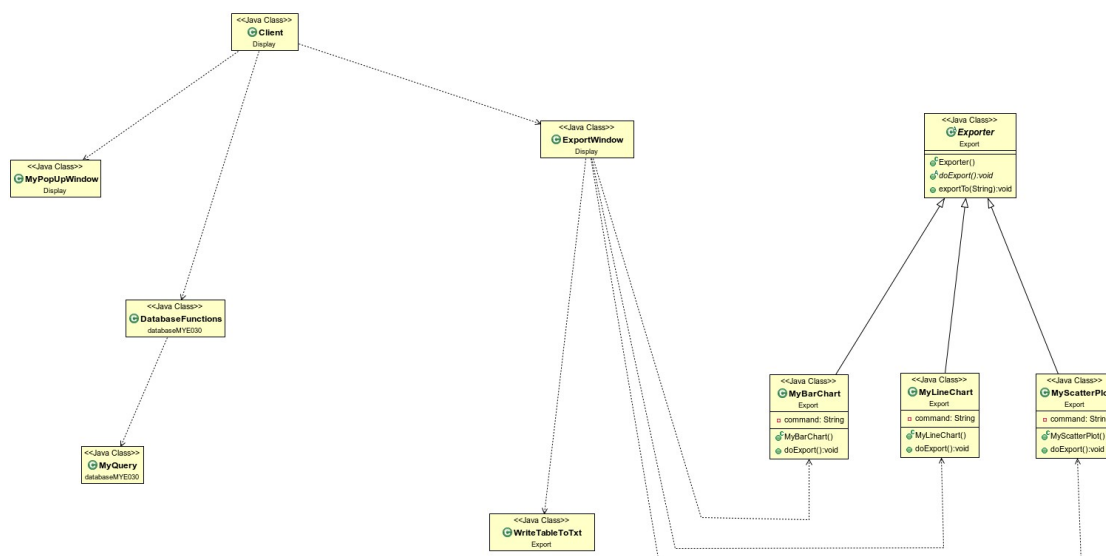 <<Java Class>>
Client
Display
<<Java Class>>
ExportWindow
Display
<<Java Class>>
Exporter
Export
Exporter()
doExport():void
exportTo(String):void
<<Java Class>>
MyPopUpWindow
Display
<<Java Class>>
DatabaseFunctions
databaseMYE030
<<Java Class>>
MyBarChart
Export
command: String
MyBarChart()
doExport():void
<<Java Class>>
MyLineChart
Export
command: String
MyLineChart()
doExport():void
<<Java Class>>
MyScatterPlo
Export
command: String
MyScatterPlot()
doExport():void
<<Java Class>>
MyQuery
databaseMYE030
<<Java Class>>
WriteTableToTxt
Export